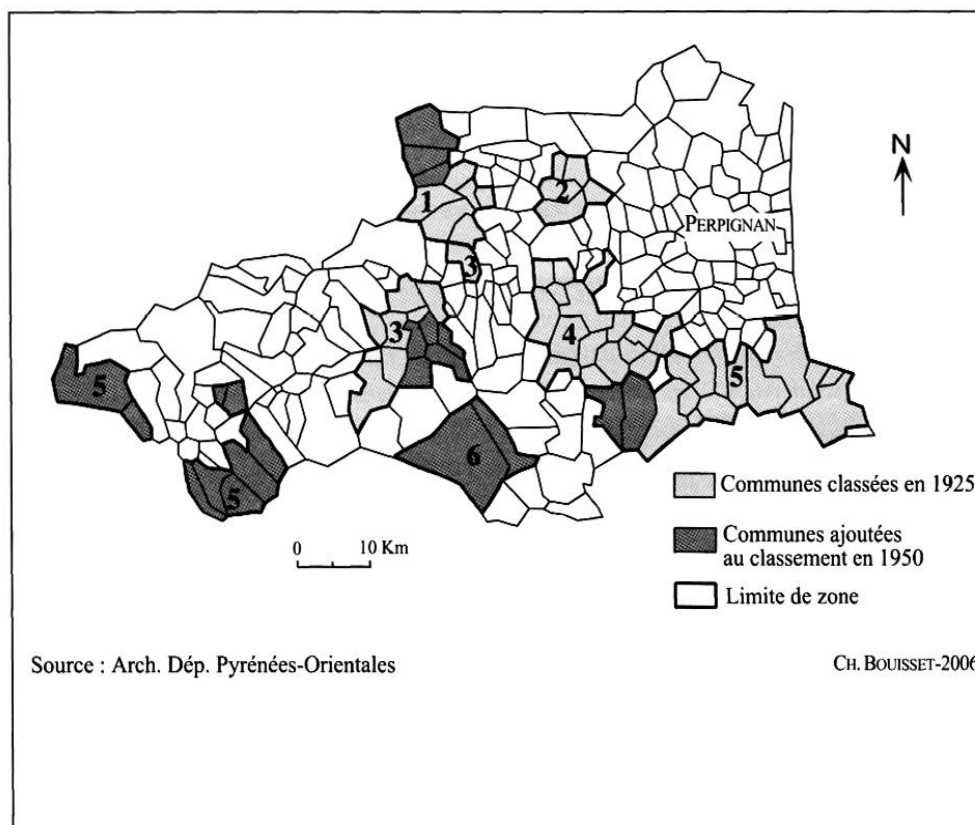 N
1
2
PERPIGNAN
3
3
4
5
5
6
5
Communes classées en 1925
Communes ajoutées
au classement en 1950
0 10 Km
Limite de zone
Source : Arch. Dép. Pyrénées-Orientales
CH. BOUISSET-2006